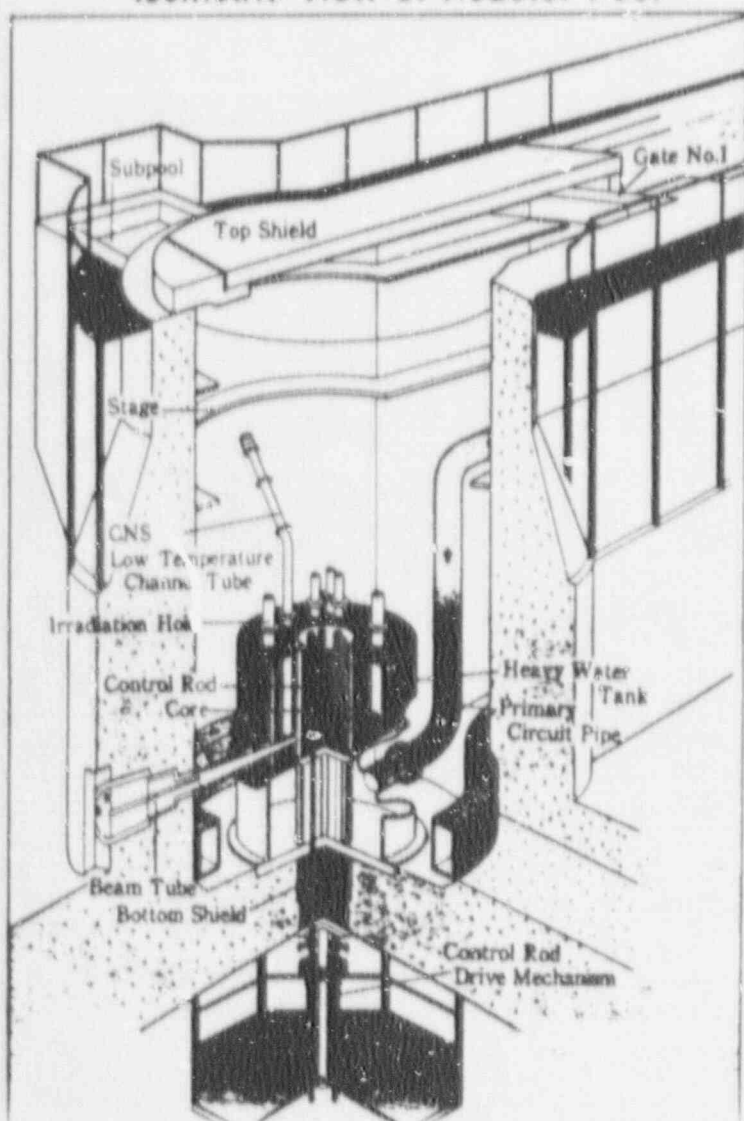 Subpool
Gate No.1
Top Shield
Stage
CNS
Low Temperature
Channel Tube
Irradiation
Control Rod
Core
Heavy Water
Tank
Primary
Circuit Pipe
Beam Tube
Bottom Shield
Control Rod
Drive Mechanism